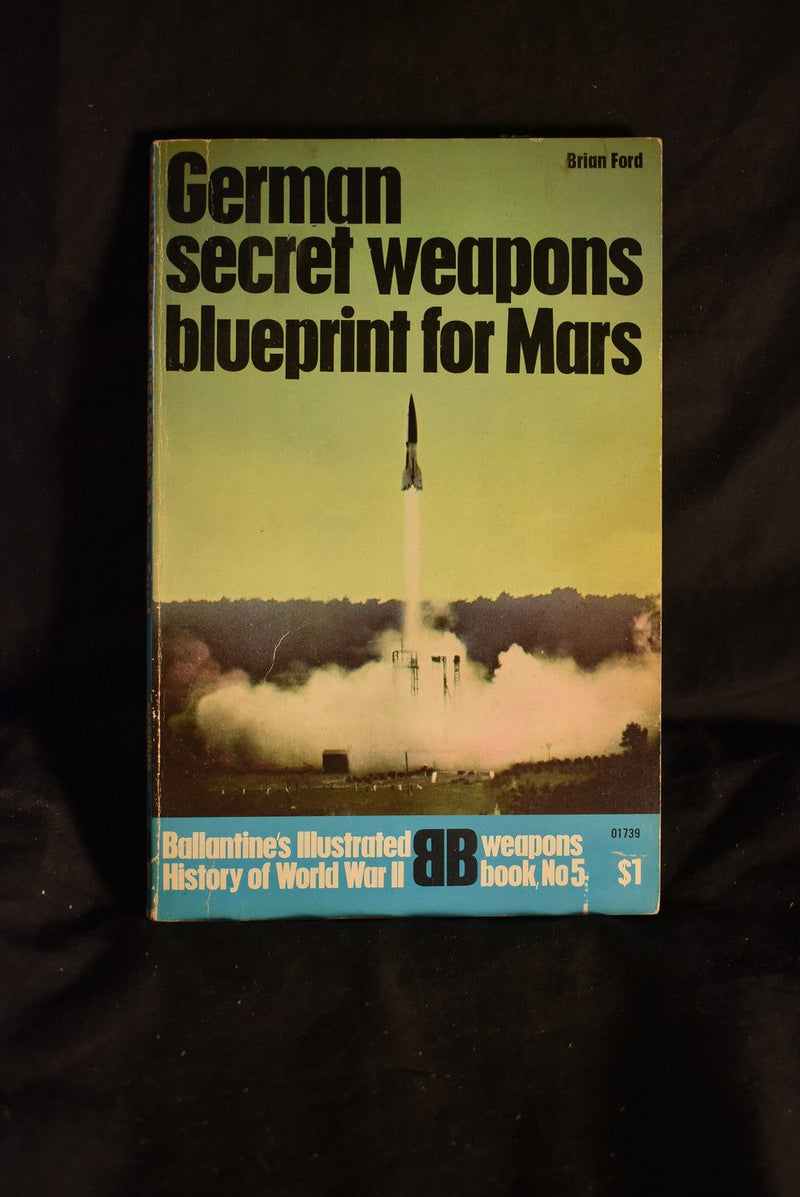 Brian Ford
German
secret weapons
blueprint for Mars
Ballantine's Illustrated
History of World War II
BB
weapons
book, No 5
01739
$1